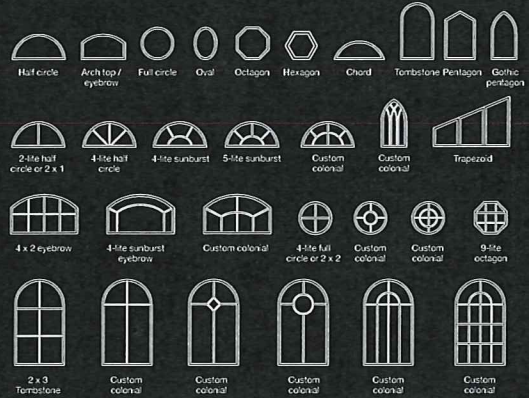 Half circle
Arch top /
eyebrow
Full circle
Oval
Octagon
Hexagon
Chord
Tombstone
Pentagon
Gothic
pentagon
2-lite half
circle or 2 x 1
4-lite half
circle
4-lite sunburst
5-lite sunburst
Custom
colonial
Custom
colonial
Trapezoid
4 x 2 eyebrow
4-lite sunburst
eyebrow
Custom colonial
4-lite full
circle or 2 x 2
Custom
colonial
Custom
colonial
9-lite
octagon
2 x 3
Tombstone
Custom
colonial
Custom
colonial
Custom
colonial
Custom
colonial
Custom
colonial